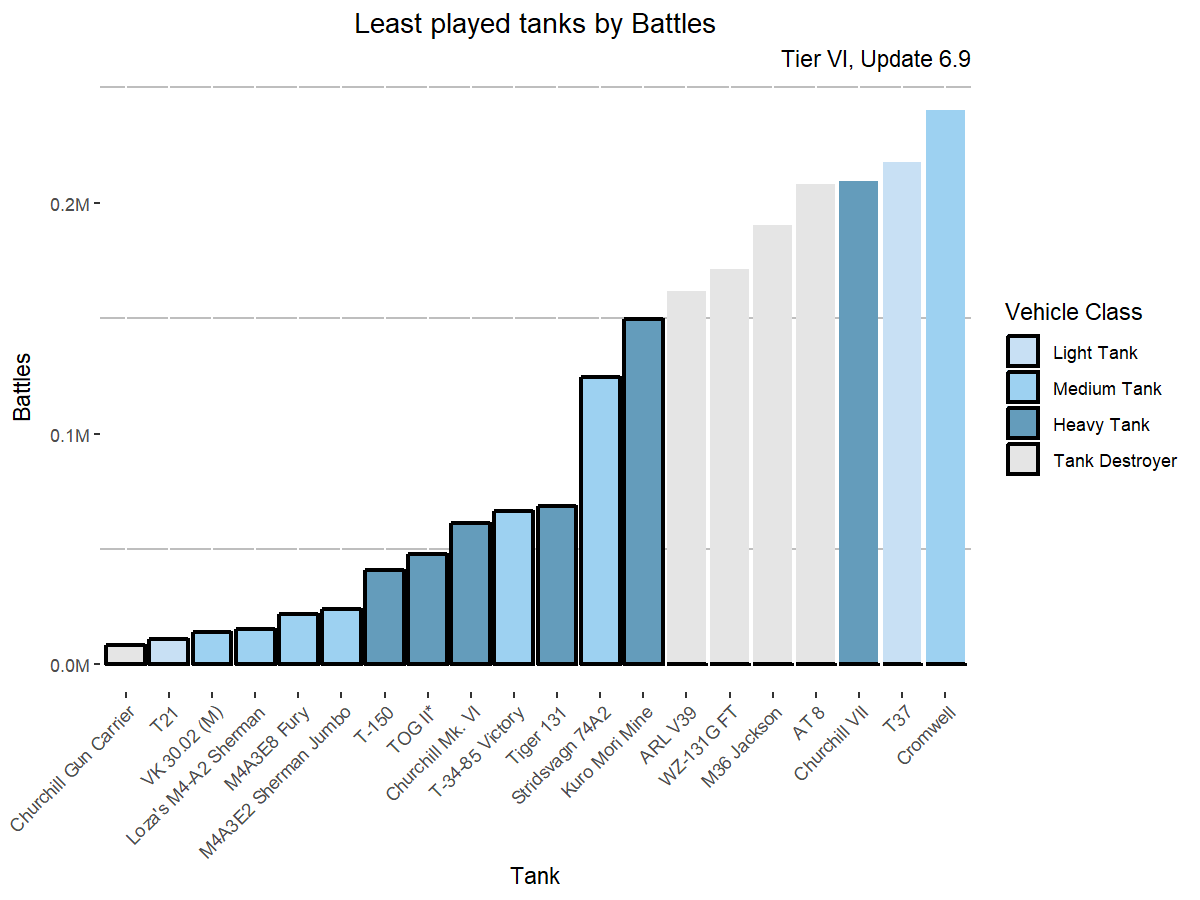 Least played tanks by Battles
Tier VI, Update 6.9
Battles
0.2M
0.1M
0.0M
Churchill Gun Carrier
T21
VK 30.02 (M)
Loza's M4-A2 Sherman
M4A3E8 Fury
M4A3E2 Sherman Jumbo
T-150
TOG II*
Churchill Mk. VI
T-34-85 Victory
Tiger 131
Stridsvagn 74A2
Kuro Mori Mine
ARL V39
WZ-131G FT
M36 Jackson
AT 8
Churchill VII
T37
Cromwell
Tank
Vehicle Class
Light Tank
Medium Tank
Heavy Tank
Tank Destroyer